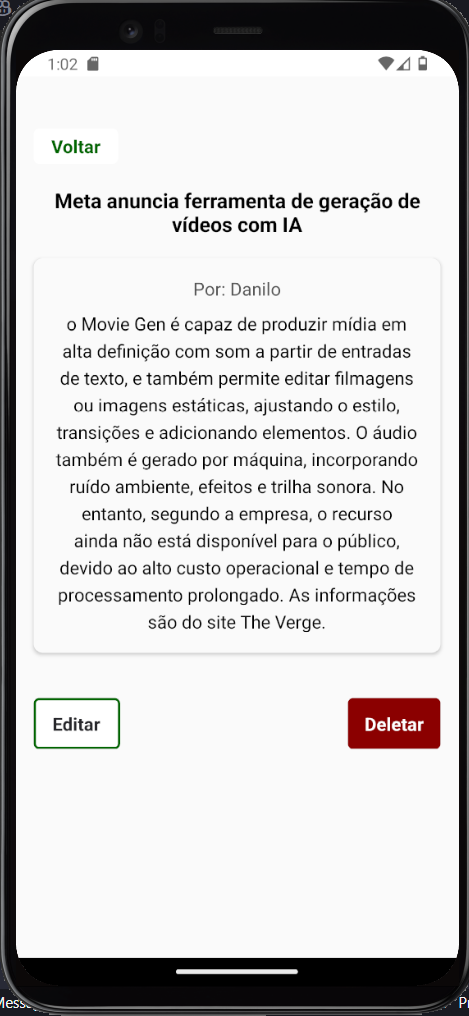 1:02
Voltar
Meta anuncia ferramenta de geração de
vídeos com IA
Por: Danilo
o Movie Gen é capaz de produzir mídia em
alta definição com som a partir de entradas
de texto, e também permite editar filmagens
ou imagens estáticas, ajustando o estilo,
transições e adicionando elementos. O áudio
também é gerado por máquina, incorporando
ruído ambiente, efeitos e trilha sonora. No
entanto, segundo a empresa, o recurso
ainda não está disponível para o público,
devido ao alto custo operacional e tempo de
processamento prolongado. As informações
são do site The Verge.
Editar
Deletar